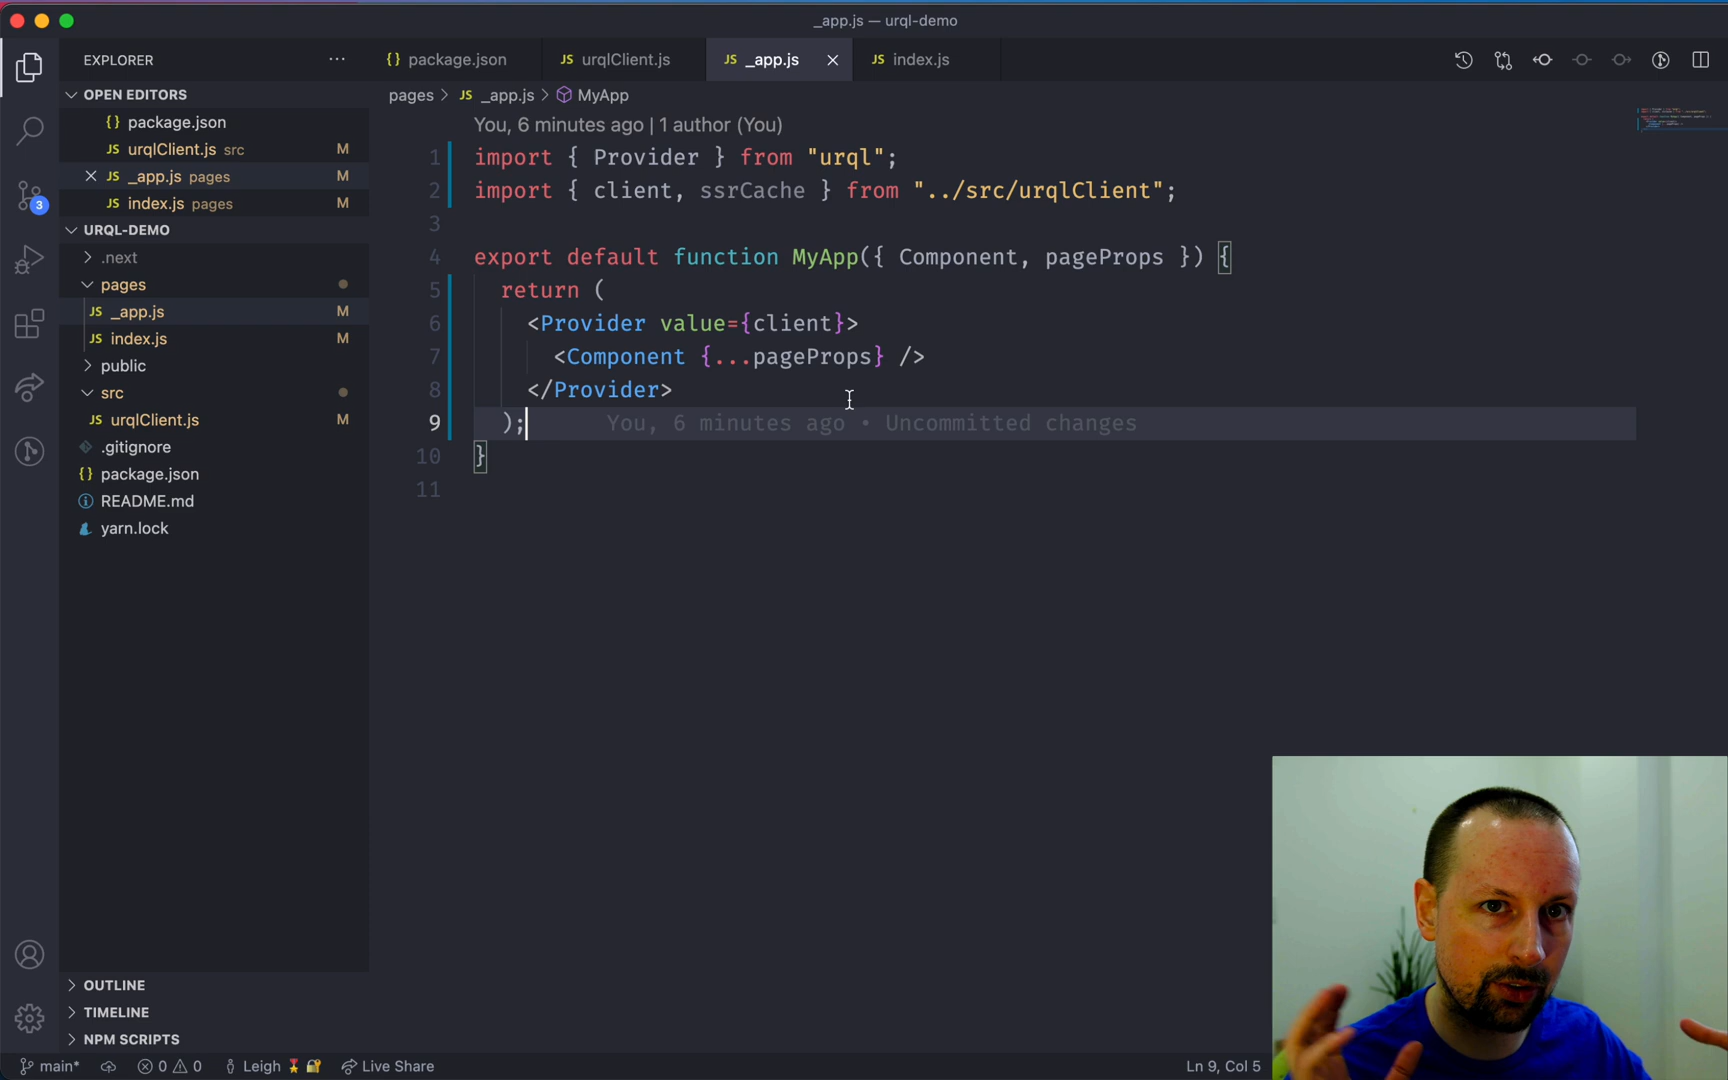 _app.js — urql-demo
EXPLORER
package.json
urqlClient.js
_app.js
index.js
OPEN EDITORS
package.json
urqlClient.js src M
_app.js pages M
index.js pages M
URQL-DEMO
.next
pages
_app.js M
index.js M
public
src
urqlClient.js M
.gitignore
package.json
README.md
yarn.lock
OUTLINE
TIMELINE
NPM SCRIPTS
3
pages > JS _app.js > MyApp
You, 6 minutes ago | 1 author (You)
1 import { Provider } from "urql";
2 import { client, ssrCache } from "../src/urqlClient";
3
4 export default function MyApp({ Component, pageProps }) {
5 return (
6 <Provider value={client}>
7 <Component {...pageProps} />
8 </Provider>
9 ); You, 6 minutes ago • Uncommitted changes
10 }
11
main* 0 0 Leigh Live Share Ln 9, Col 5